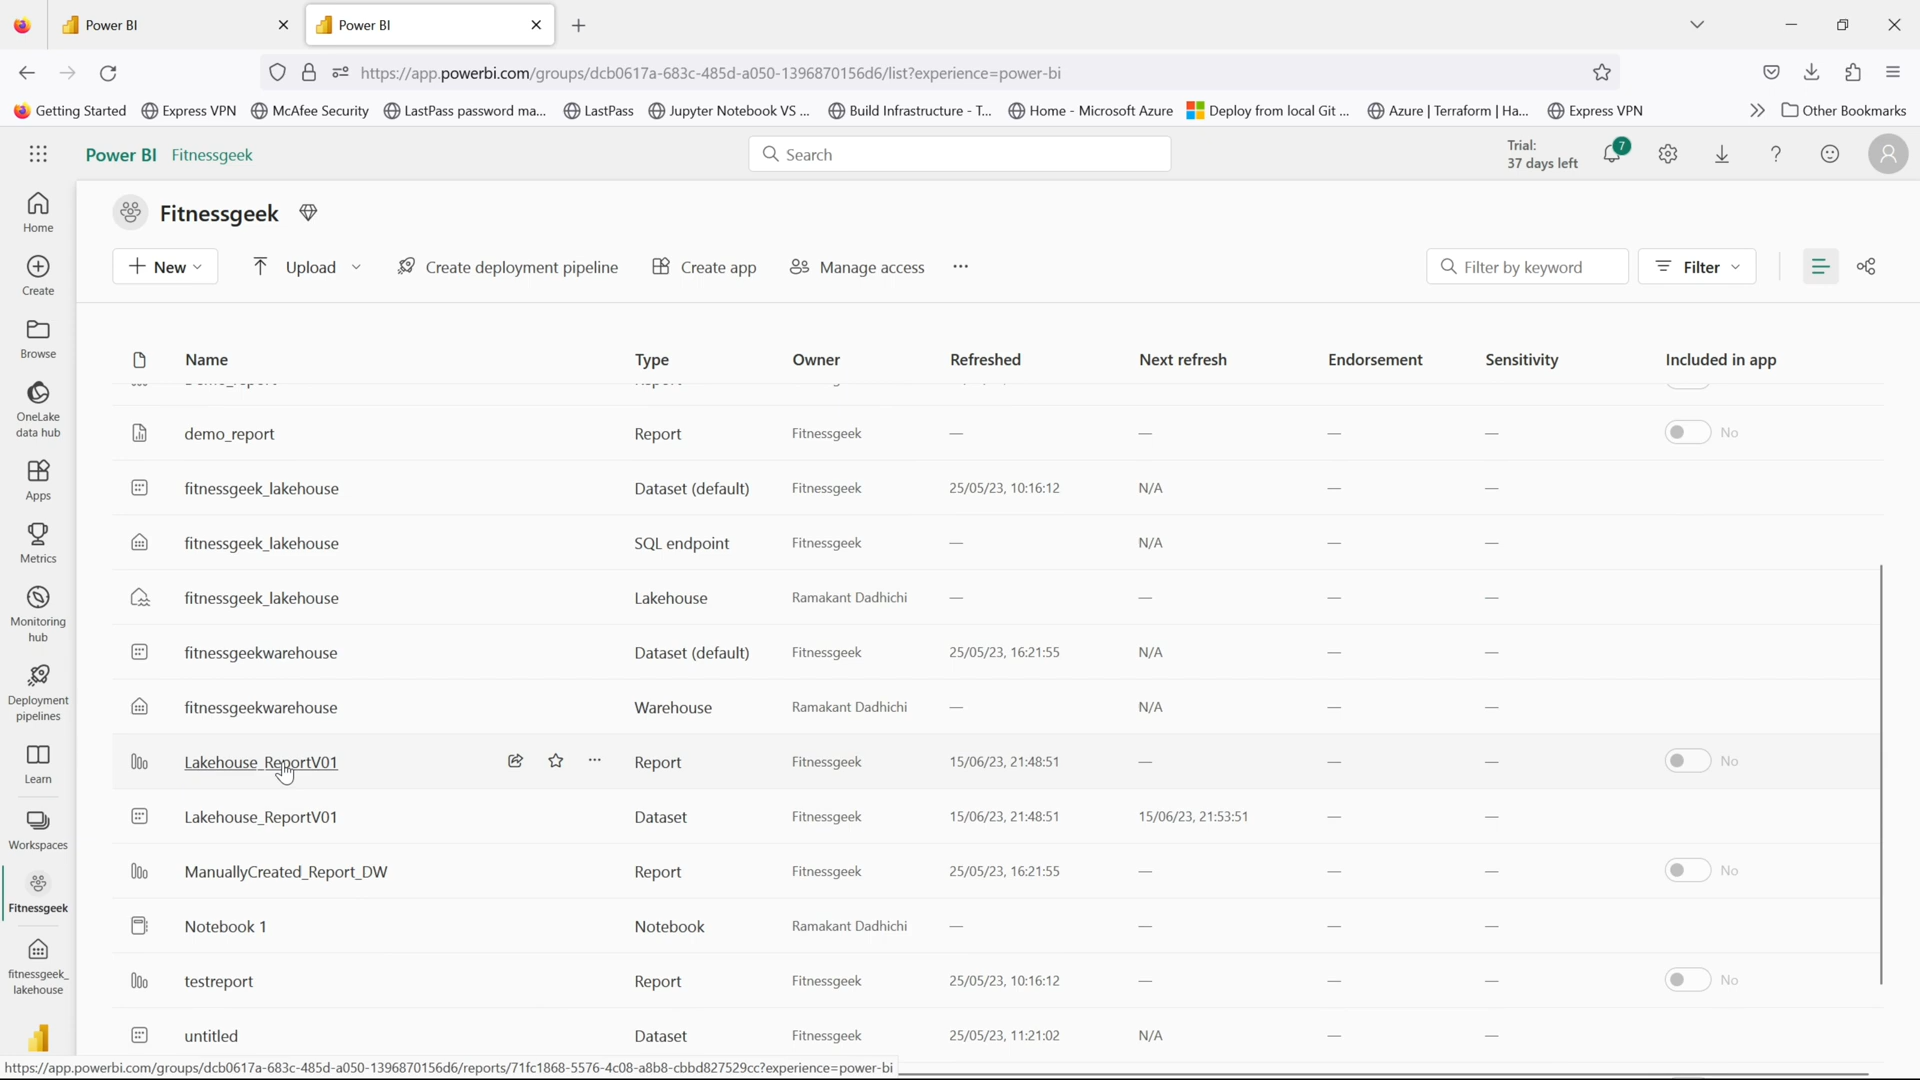 Power BI
Power BI
https://app.powerbi.com/groups/dcb0617a-683c-485d-a050-1396870156d6/list?experience=power-bi
Getting Started Express VPN McAfee Security LastPass password ma... LastPass Jupyter Notebook VS ... Build Infrastructure - T... Home - Microsoft Azure Deploy from local Git ... Azure | Terraform | Ha... Express VPN Other Bookmarks
Power BI Fitnessgeek Search Trial: 7
37 days left
Home
Create
Browse
OneLake
data hub
Apps
Metrics
Monitoring
hub
Deployment
pipelines
Learn
Workspaces
Fitnessgeek
fitnessgeek_
lakehouse
Fitnessgeek
New Upload Create deployment pipeline Create app Manage access ... Filter by keyword Filter
Name Type Owner Refreshed Next refresh Endorsement Sensitivity Included in app
demo_report Report Fitnessgeek — — — — No
fitnessgeek_lakehouse Dataset (default) Fitnessgeek 25/05/23, 10:16:12 N/A — —
fitnessgeek_lakehouse SQL endpoint Fitnessgeek — N/A — —
fitnessgeek_lakehouse Lakehouse Ramakant Dadhichi — — — —
fitnessgeekwarehouse Dataset (default) Fitnessgeek 25/05/23, 16:21:55 N/A — —
fitnessgeekwarehouse Warehouse Ramakant Dadhichi — N/A — —
Lakehouse_ReportV01 ... Report Fitnessgeek 15/06/23, 21:48:51 — — — No
Lakehouse_ReportV01 Dataset Fitnessgeek 15/06/23, 21:48:51 15/06/23, 21:53:51 — —
ManuallyCreated_Report_DW Report Fitnessgeek 25/05/23, 16:21:55 — — — No
Notebook 1 Notebook Ramakant Dadhichi — — — —
testreport Report Fitnessgeek 25/05/23, 10:16:12 — — — No
untitled Dataset Fitnessgeek 25/05/23, 11:21:02 N/A — —
https://app.powerbi.com/groups/dcb0617a-683c-485d-a050-1396870156d6/reports/71fc1868-5576-4c08-a8b8-cbbd827529cc?experience=power-bi